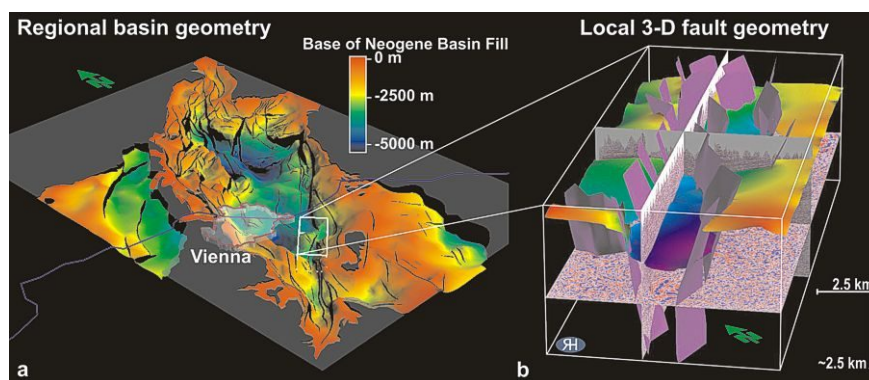 Regional basin geometry
Local 3-D fault geometry
Base of Neogene Basin Fill
0 m
-2500 m
-5000 m
Vienna
2.5 km
~2.5 km
a
b